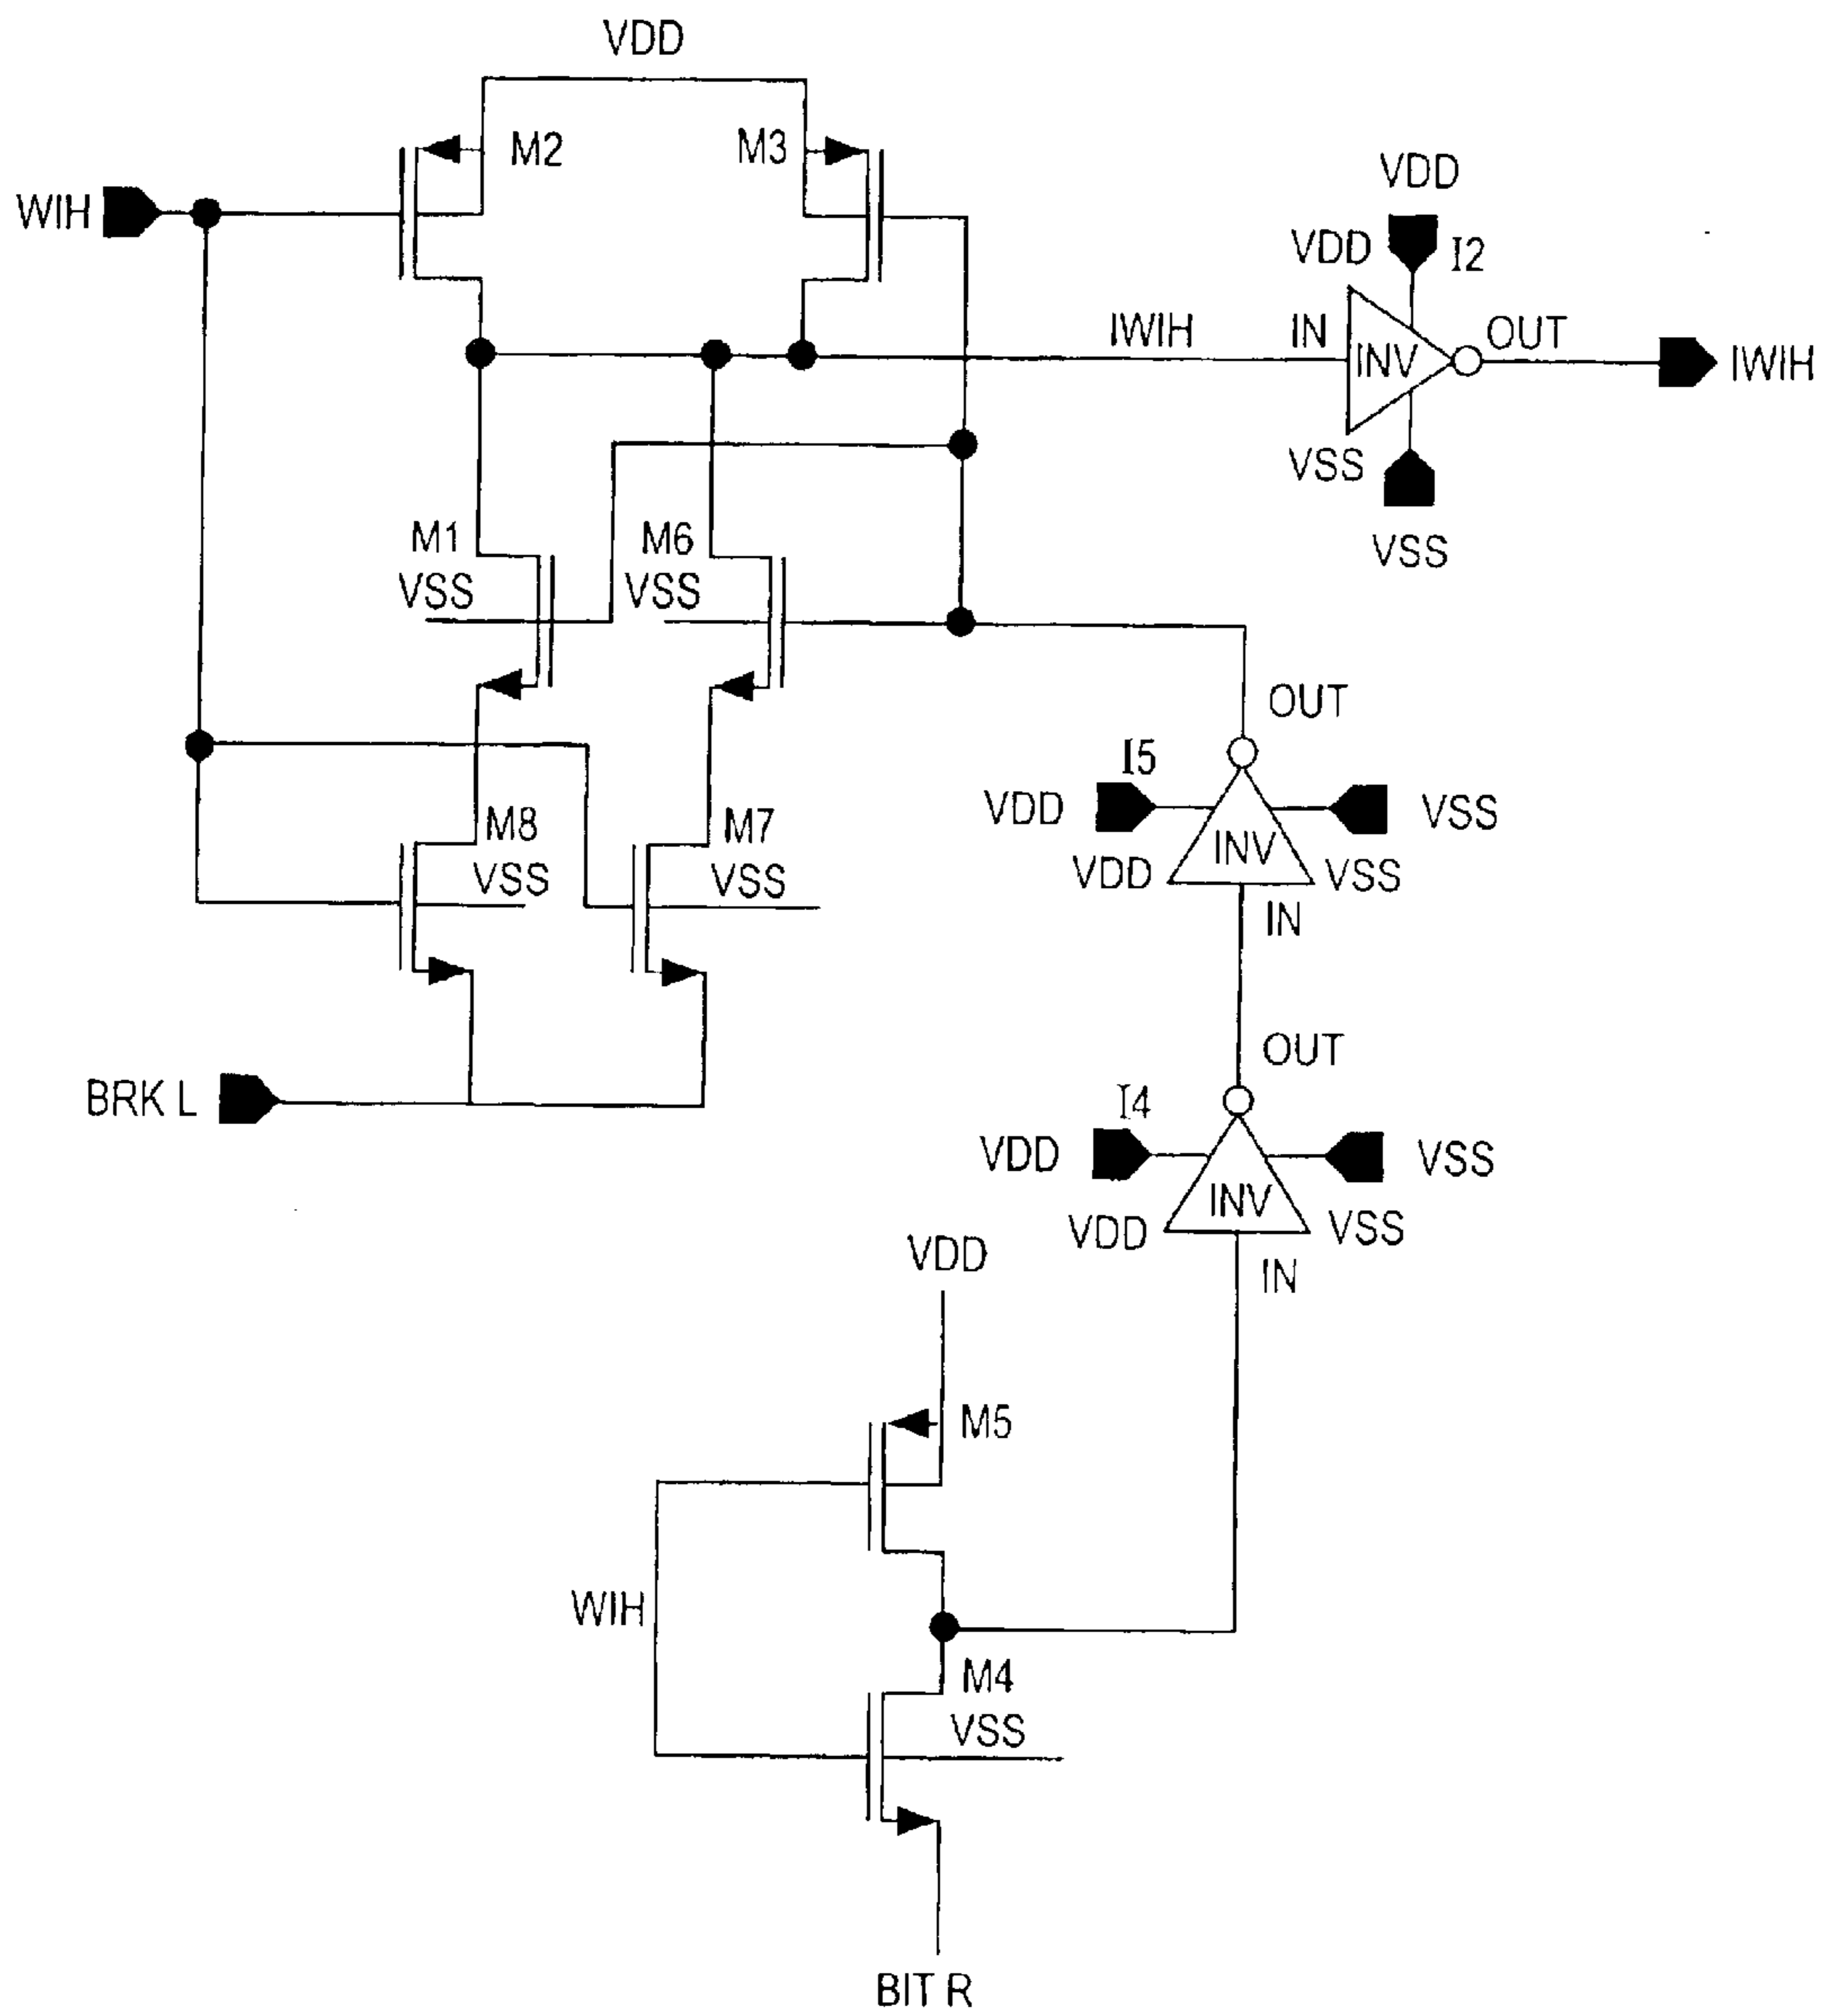 VDD
M2
M3
WIH
VDD
VDD
I2
IWIH
IN
INV
OUT
IWIH
VSS
VSS
M1
VSS
M6
VSS
OUT
I5
VDD
VSS
INV
VDD
VSS
IN
M8
VSS
M7
VSS
BRK L
OUT
I4
VDD
VSS
INV
VDD
VSS
IN
VDD
M5
WIH
M4
VSS
BIT R